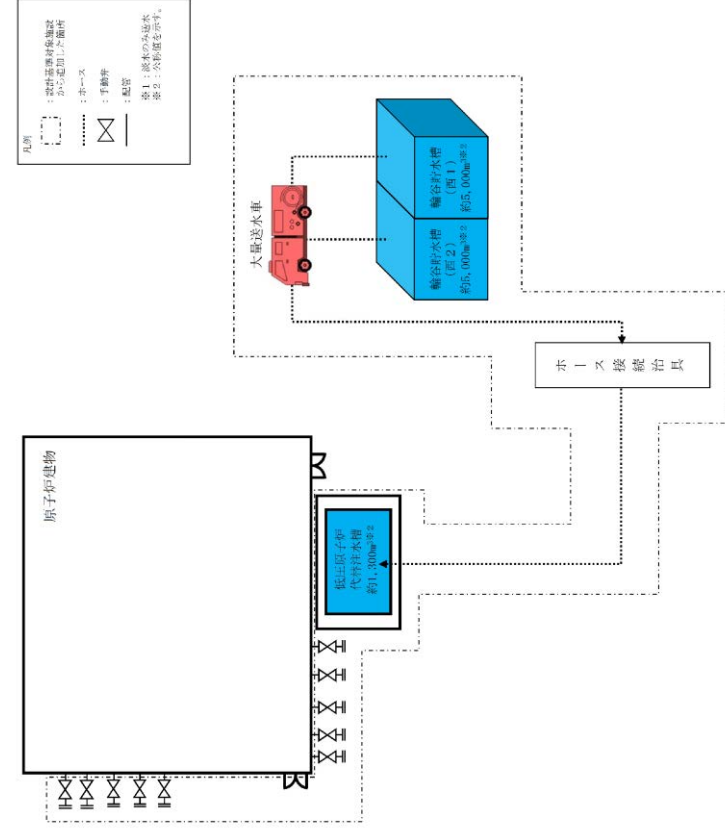 凡例
：設計基準対象施設
から追加した箇所
：ホース
：手動弁
：配管
※1：淡水のみ送水
※2：公称値を示す。
大量送水車
輪谷貯水槽
（西1）
約5,000m³※2
輪谷貯水槽
（西2）
約5,000m³※2
ホース接続治具
原子炉建物
低圧原子炉
代替注水槽
約1,300m³※2